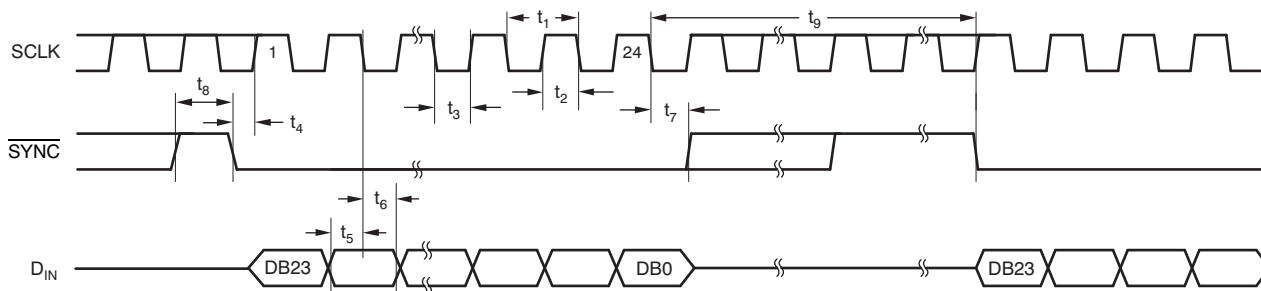 t1 t9
SCLK 1 24
t8 t4 t3 t2 t7
SYNC
t6
t5
DIN DB23 DB0 DB23